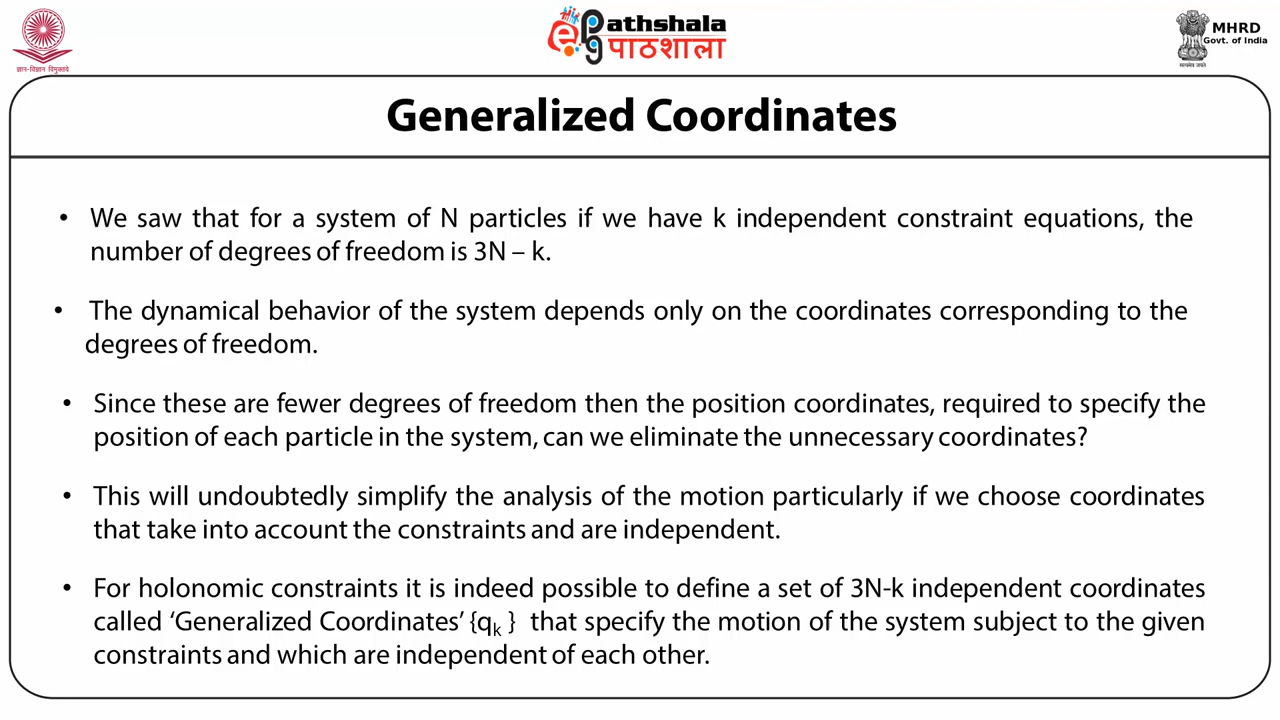 ज्ञान-विज्ञान विमुक्तये
ePathshala
पाठशाला
MHRD
Govt. of India
सत्यमेव जयते
Generalized Coordinates
• We saw that for a system of N particles if we have k independent constraint equations, the
number of degrees of freedom is 3N – k.
• The dynamical behavior of the system depends only on the coordinates corresponding to the
degrees of freedom.
• Since these are fewer degrees of freedom then the position coordinates, required to specify the
position of each particle in the system, can we eliminate the unnecessary coordinates?
• This will undoubtedly simplify the analysis of the motion particularly if we choose coordinates
that take into account the constraints and are independent.
• For holonomic constraints it is indeed possible to define a set of 3N-k independent coordinates
called ‘Generalized Coordinates’ {qk } that specify the motion of the system subject to the given
constraints and which are independent of each other.